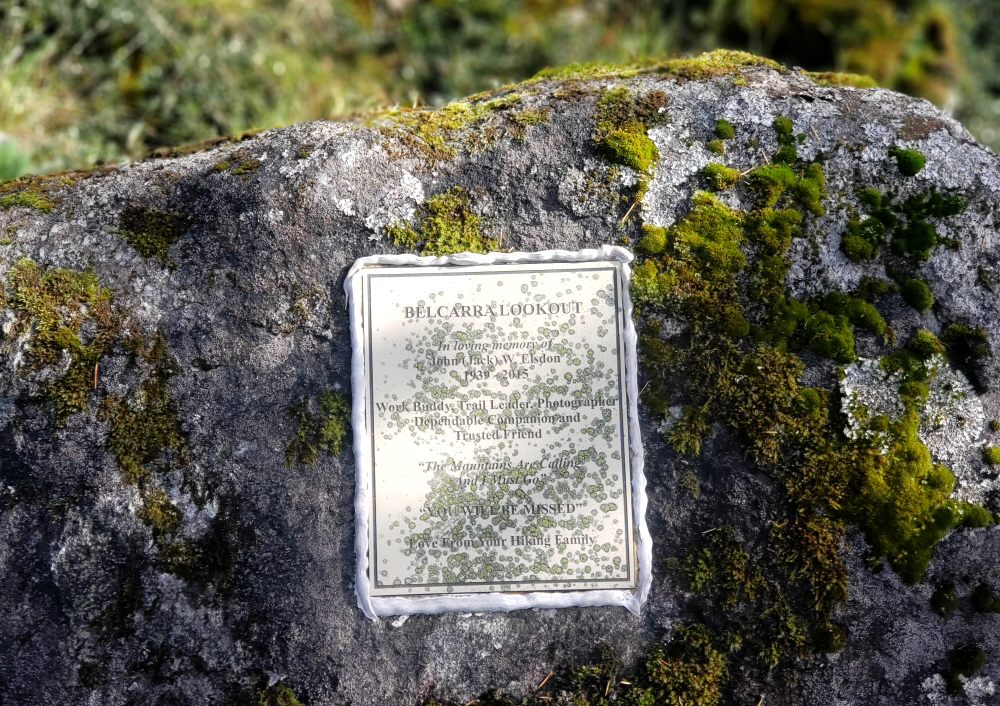 BELCARRA LOOKOUT
In loving memory of
John (Jack) W. Elsdon
1939 - 2015
Work Buddy, Trail Leader, Photographer
Dependable Companion and
Trusted Friend
“The Mountains Are Calling
And I Must Go”
“YOU WILL BE MISSED”
Love From Your Hiking Family